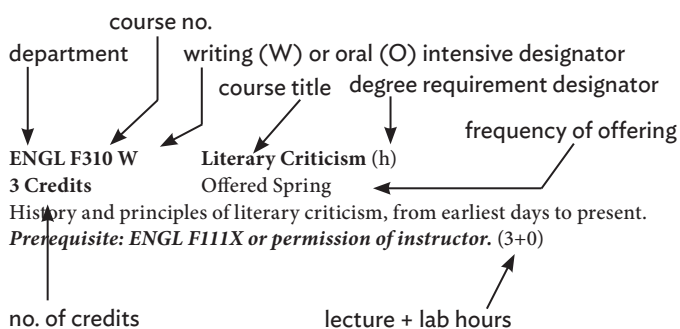 course no.
department writing (W) or oral (O) intensive designator
course title degree requirement designator
frequency of offering
ENGL F310 W Literary Criticism (h)
3 Credits Offered Spring
History and principles of literary criticism, from earliest days to present.
Prerequisite: ENGL F111X or permission of instructor. (3+0)
no. of credits lecture + lab hours